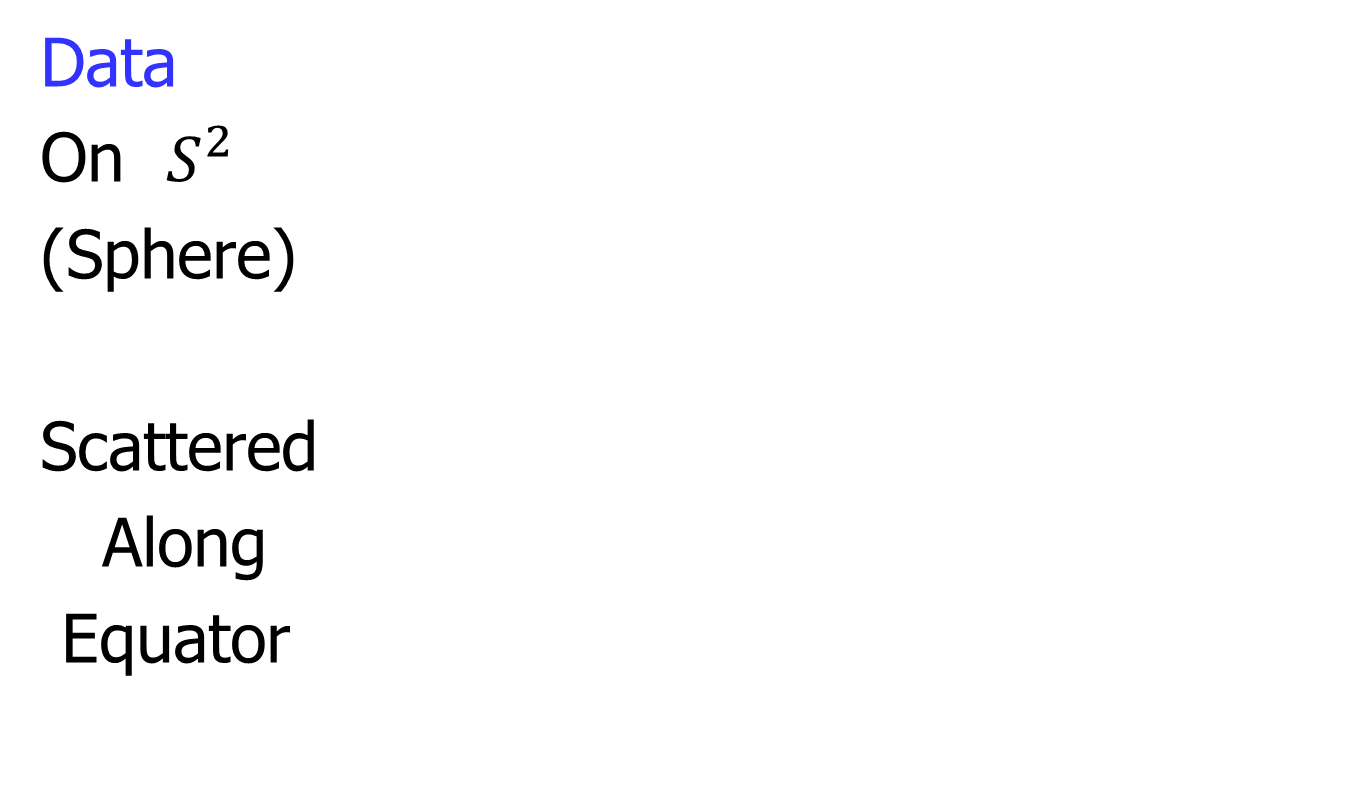 Data
On S²
(Sphere)
Scattered
Along
Equator